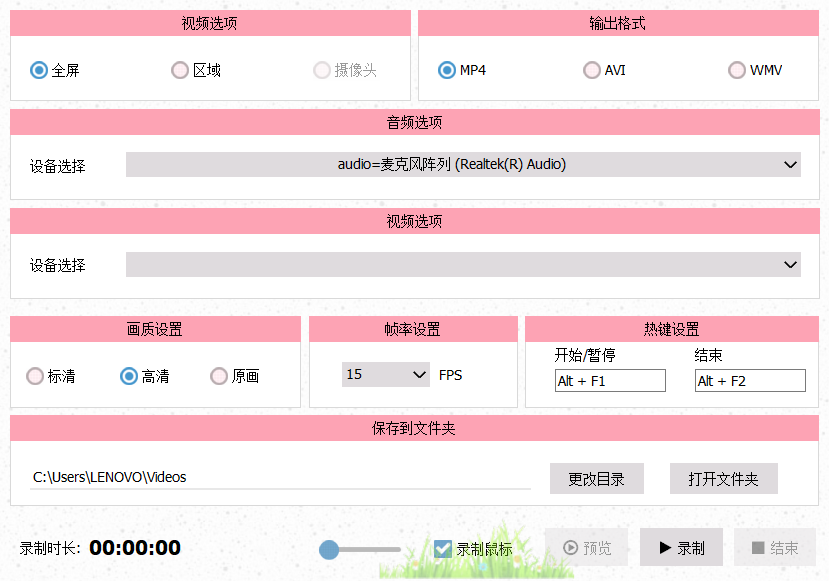 视频选项 输出格式
全屏 区域 摄像头 MP4 AVI WMV
音频选项
设备选择 audio=麦克风阵列 (Realtek(R) Audio)
视频选项
设备选择
画质设置 帧率设置 热键设置
开始/暂停 结束
标清 高清 原画 15 FPS Alt + F1 Alt + F2
保存到文件夹
C:\Users\LENOVO\Videos 更改目录 打开文件夹
录制时长: 00:00:00 录制鼠标 预览 录制 结束